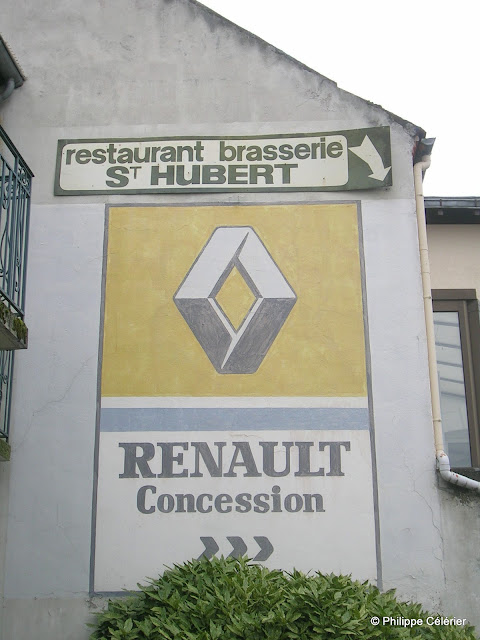 restaurant brasserie
ST HUBERT
RENAULT
Concession
© Philippe Célérier